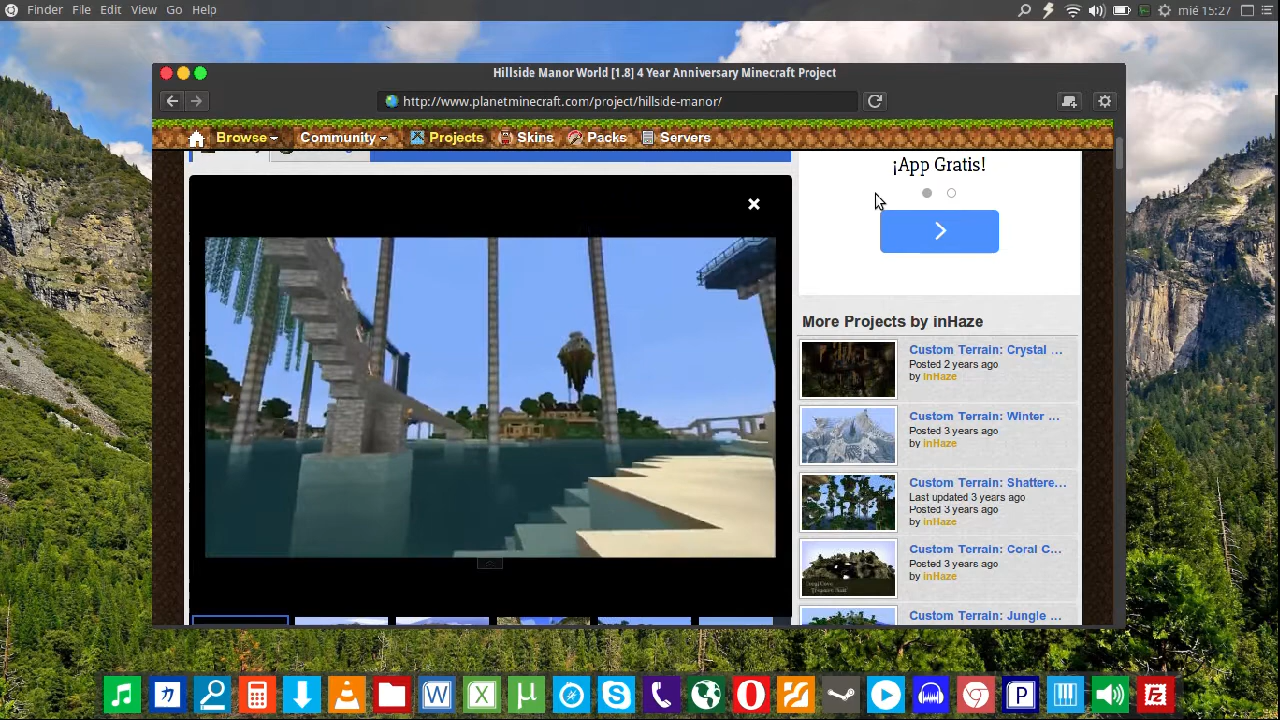 Finder File Edit View Go Help
mié 15:27
Hillside Manor World [1.8] 4 Year Anniversary Minecraft Project
http://www.planetminecraft.com/project/hillside-manor/
Browse Community Projects Skins Packs Servers
¡App Gratis!
More Projects by inHaze
Custom Terrain: Crystal ...
Posted 2 years ago
by inHaze
Custom Terrain: Winter ...
Posted 3 years ago
by inHaze
Custom Terrain: Shattere...
Last updated 3 years ago
Posted 3 years ago
by inHaze
Custom Terrain: Coral C...
Posted 3 years ago
by inHaze
Custom Terrain: Jungle ...